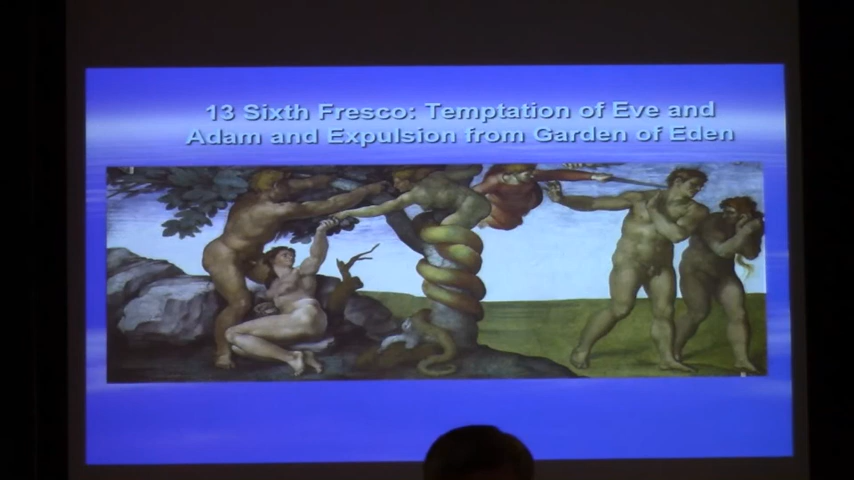 13 Sixth Fresco: Temptation of Eve and
Adam and Expulsion from Garden of Eden